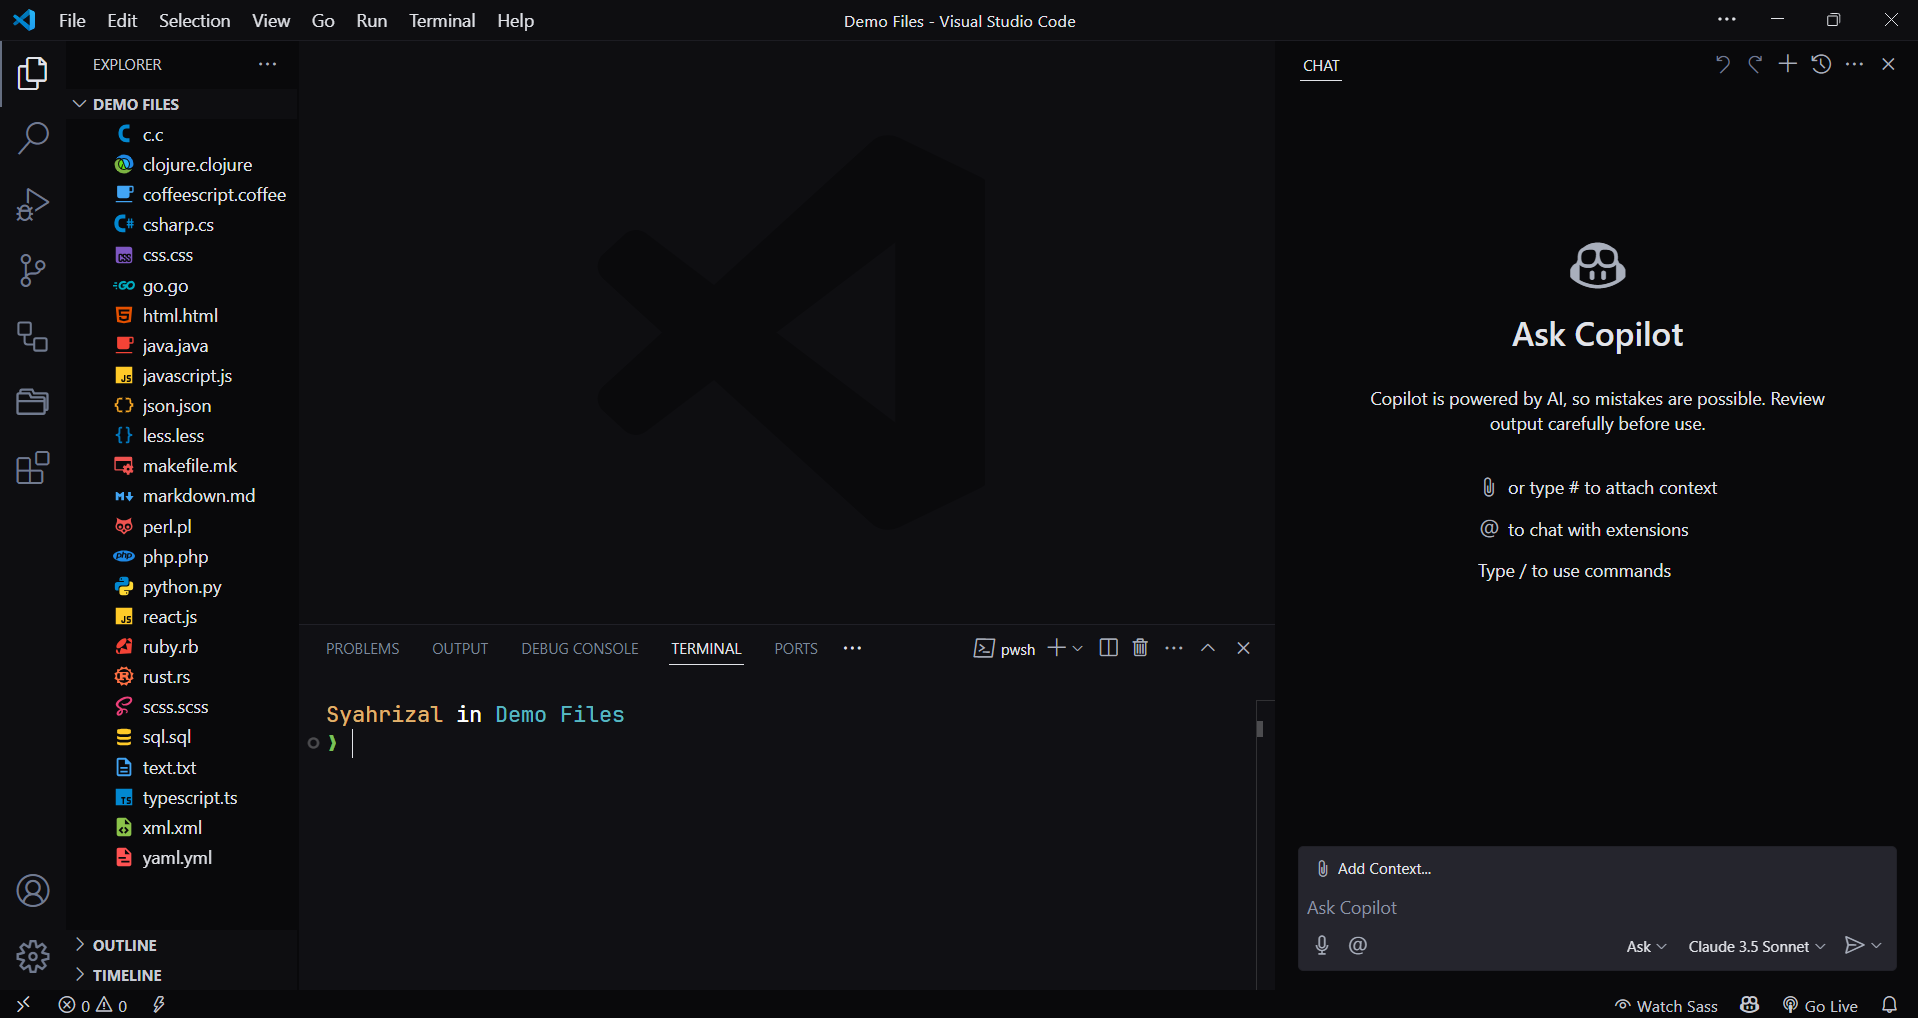 File Edit Selection View Go Run Terminal Help
Demo Files - Visual Studio Code
EXPLORER
DEMO FILES
c.c
clojure.clojure
coffeescript.coffee
csharp.cs
css.css
go.go
html.html
java.java
javascript.js
json.json
less.less
makefile.mk
markdown.md
perl.pl
php.php
python.py
react.js
ruby.rb
rust.rs
scss.scss
sql.sql
text.txt
typescript.ts
xml.xml
yaml.yml
OUTLINE
TIMELINE
PROBLEMS OUTPUT DEBUG CONSOLE TERMINAL PORTS
pwsh
Syahrizal in Demo Files
❯
CHAT
Ask Copilot
Copilot is powered by AI, so mistakes are possible. Review
output carefully before use.
or type # to attach context
@ to chat with extensions
Type / to use commands
Add Context...
Ask Copilot
@ Ask Claude 3.5 Sonnet
0 0
Watch Sass Go Live